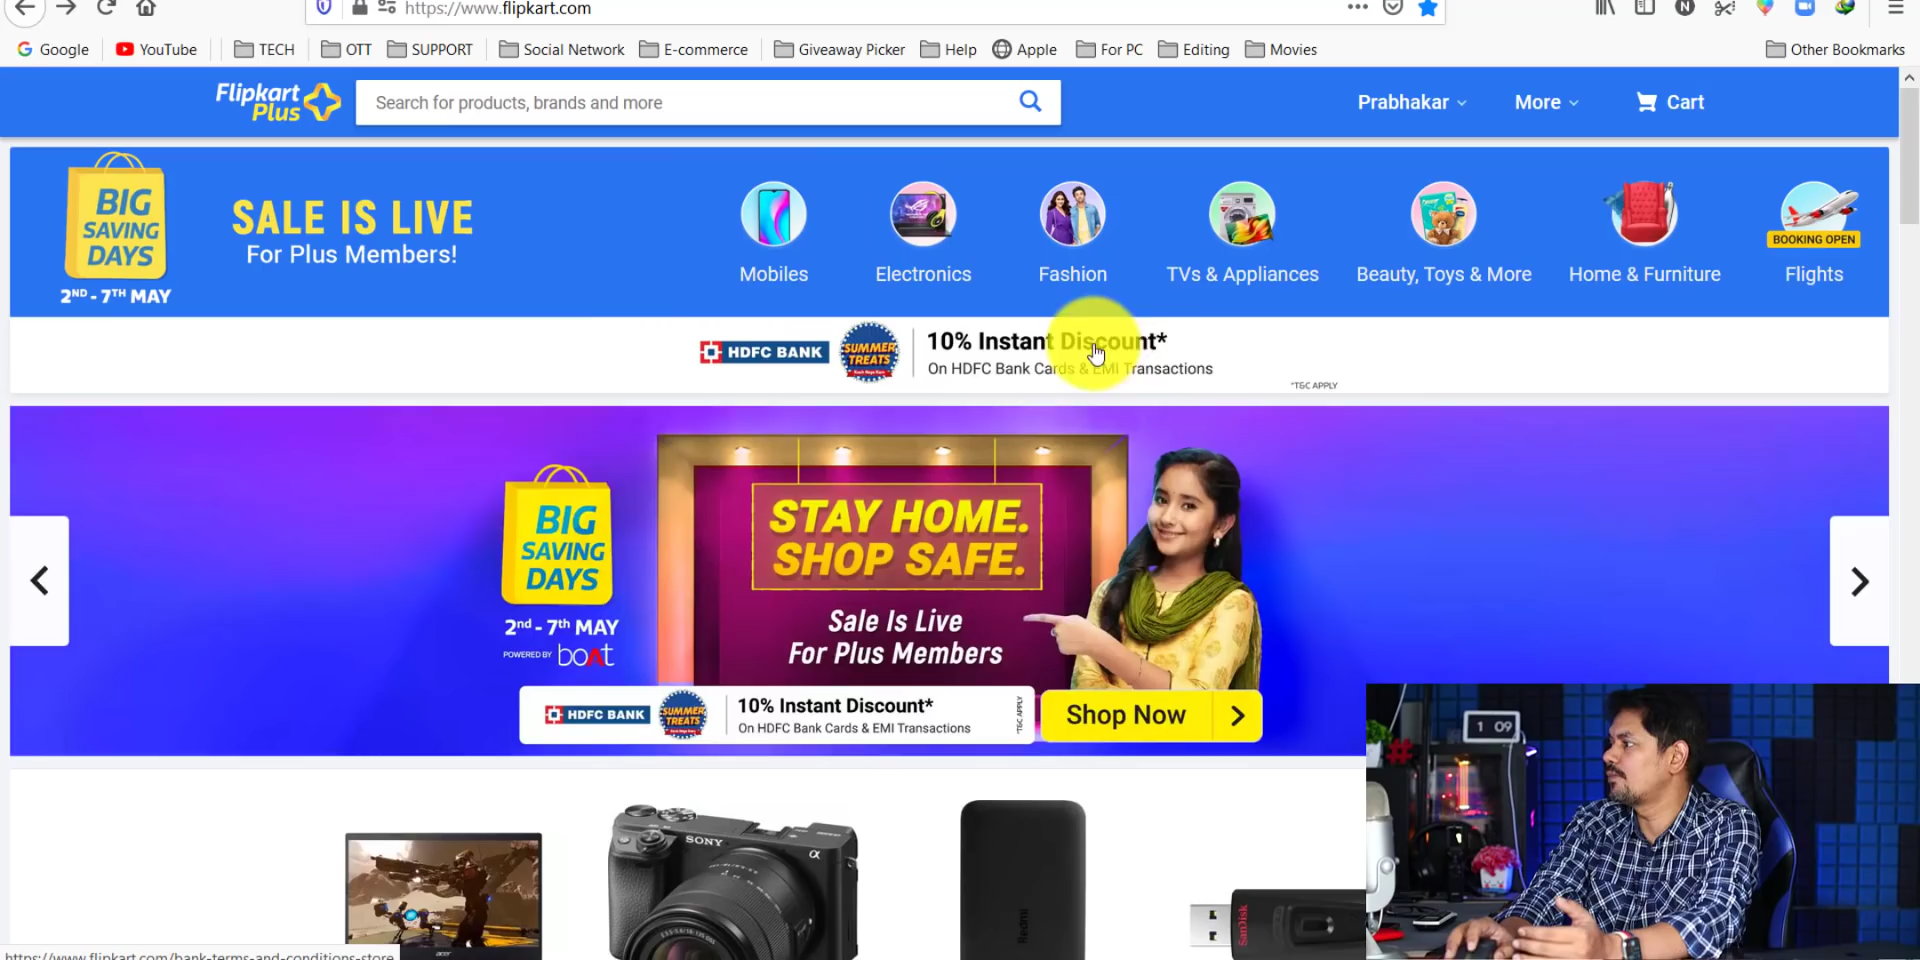 https://www.flipkart.com
Google YouTube TECH OTT SUPPORT Social Network E-commerce Giveaway Picker Help Apple For PC Editing Movies Other Bookmarks
Flipkart Plus
Search for products, brands and more
Prabhakar More Cart
BIG SAVING DAYS
2ND - 7TH MAY
SALE IS LIVE
For Plus Members!
BOOKING OPEN
Mobiles Electronics Fashion TVs & Appliances Beauty, Toys & More Home & Furniture Flights
HDFC BANK
SUMMER TREATS
10% Instant Discount*
On HDFC Bank Cards & EMI Transactions
*T&C APPLY
BIG SAVING DAYS
2nd - 7th MAY
POWERED BY boAt
STAY HOME.
SHOP SAFE.
Sale Is Live
For Plus Members
HDFC BANK
SUMMER TREATS
10% Instant Discount*
On HDFC Bank Cards & EMI Transactions
*T&C APPLY
Shop Now
1 09
#
SONY
α
Redmi
SanDisk
acer
https://www.flipkart.com/bank-terms-and-conditions-store